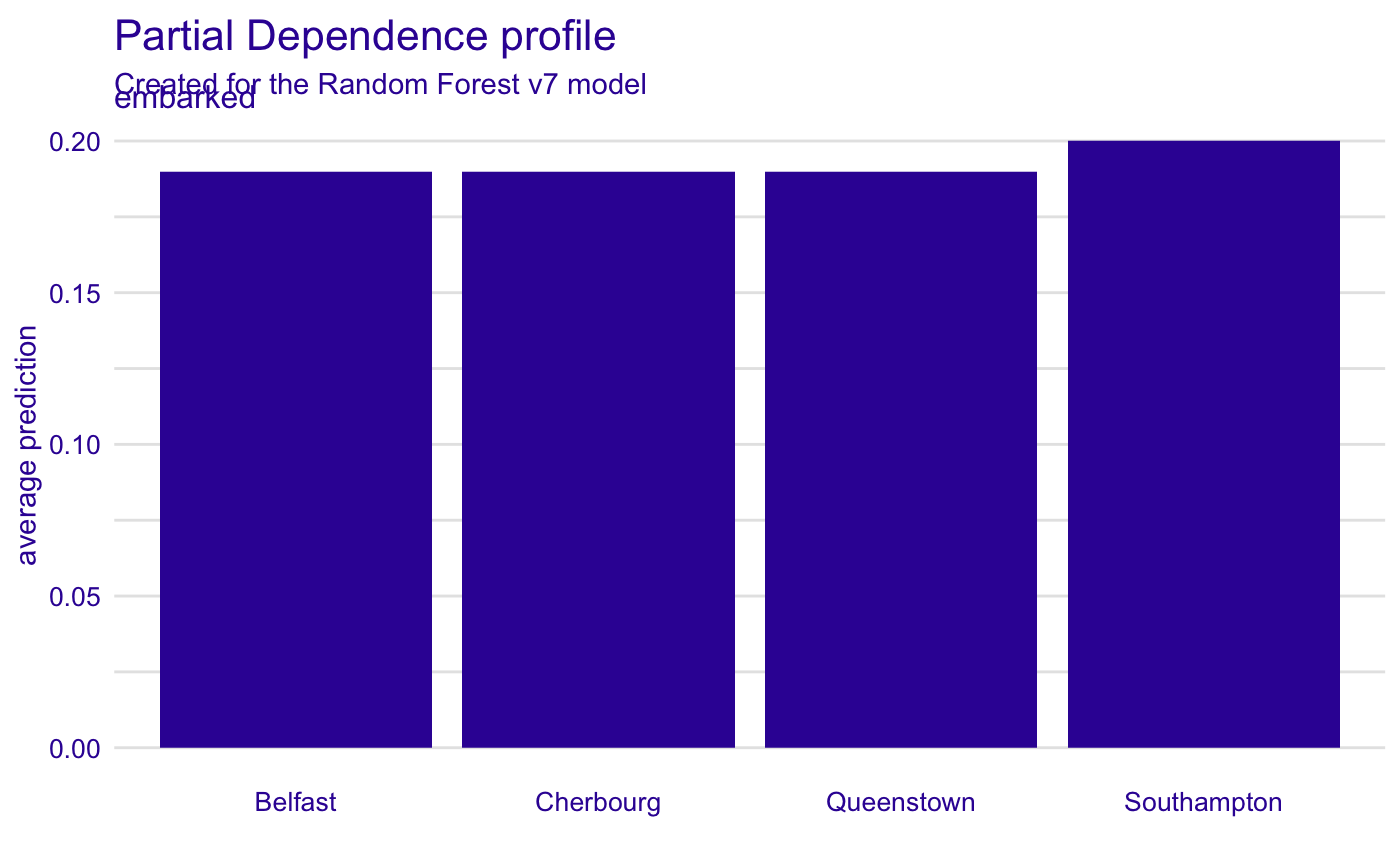 Partial Dependence profile
Created for the Random Forest v7 model
embarked
0.20
0.15
0.10
0.05
0.00
average prediction
Belfast
Cherbourg
Queenstown
Southampton